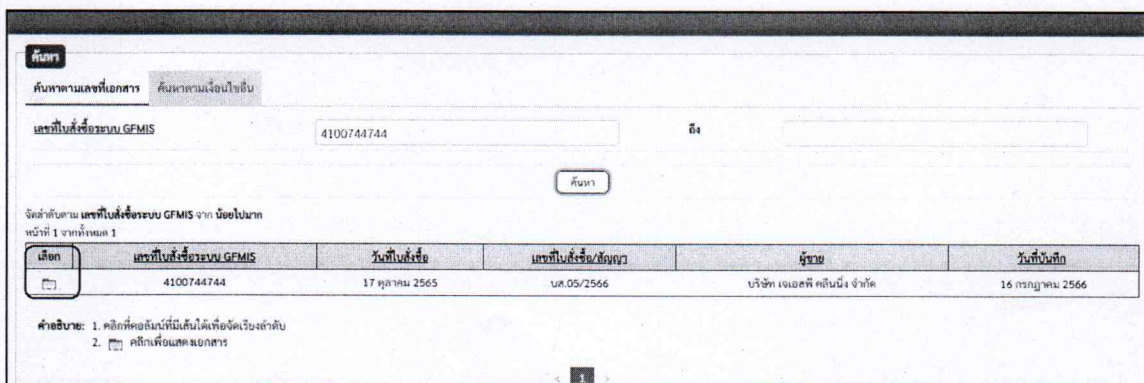 ค้นหา
ค้นหาตามเลขที่เอกสาร ค้นหาตามเงื่อนไขอื่น
เลขที่ใบสั่งซื้อระบบ GFMIS 4100744744 ถึง
ค้นหา
จัดลำดับตาม เลขที่ใบสั่งซื้อระบบ GFMIS จาก น้อยไปมาก
หน้าที่ 1 จากทั้งหมด 1
เลือก เลขที่ใบสั่งซื้อระบบ GFMIS วันที่ใบสั่งซื้อ เลขที่ใบสั่งซื้อ/สัญญา ผู้ขาย วันที่บันทึก
4100744744 17 ตุลาคม 2565 บส.05/2566 บริษัท เจเอสพี คลีนนิ่ง จำกัด 16 กรกฎาคม 2566
คำอธิบาย: 1. คลิกที่คอลัมน์ที่มีเส้นใต้เพื่อจัดเรียงลำดับ
2. คลิกเพื่อแสดงเอกสาร
< 1 >